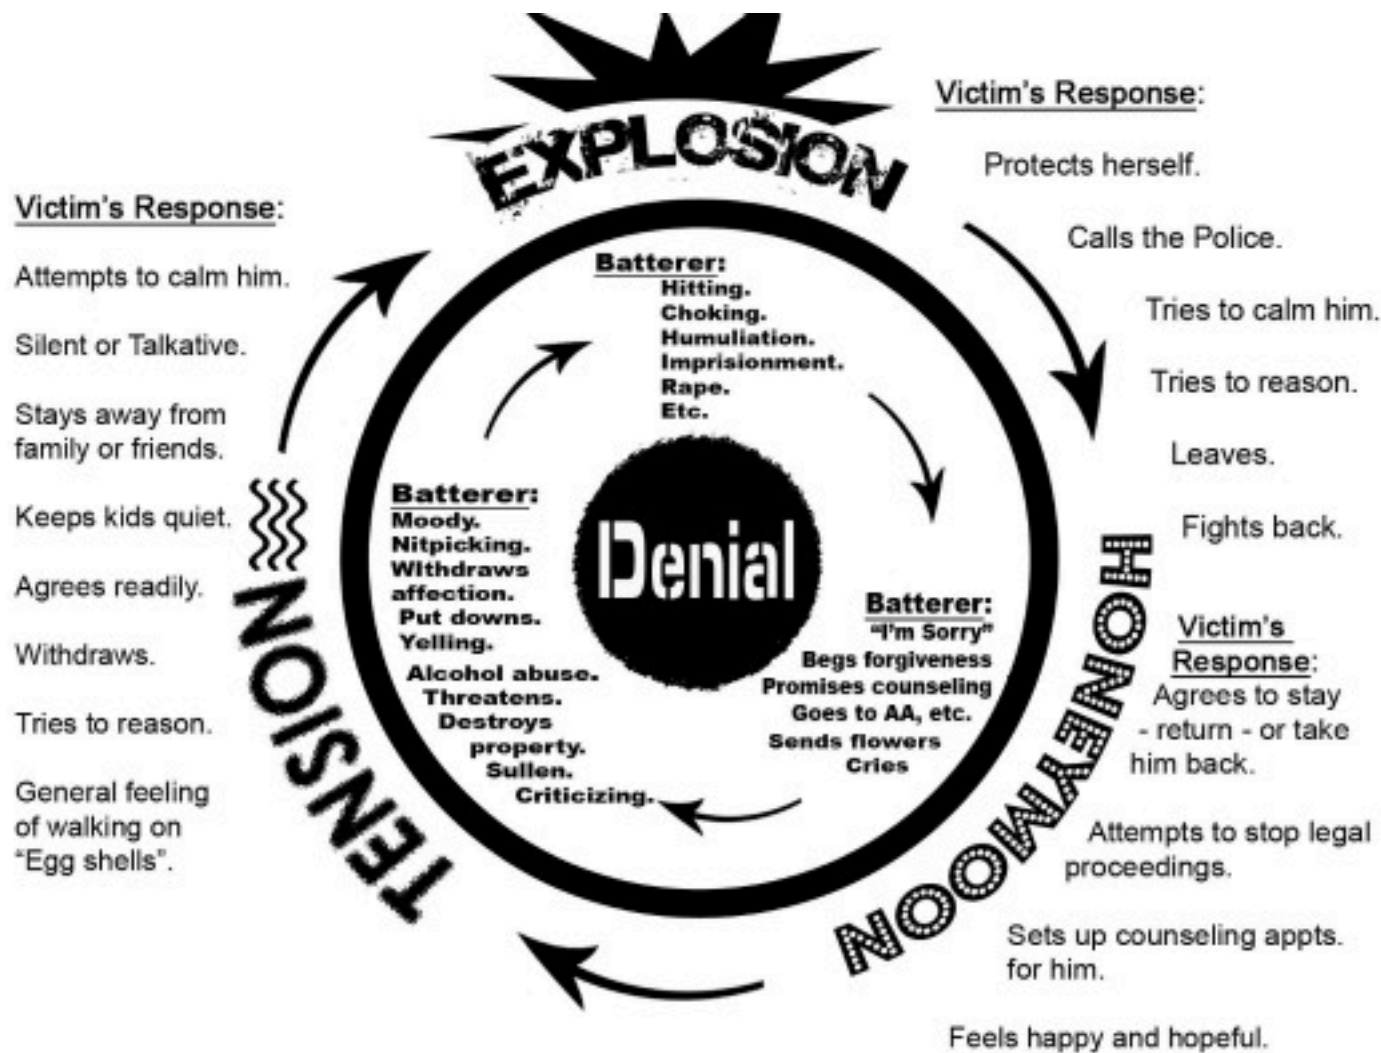 EXPLOSION
Victim's Response:
Protects herself.
Calls the Police.
Tries to calm him.
Tries to reason.
Leaves.
Fights back.
HONEYMOON
Victim's
Response:
Agrees to stay
- return - or take
him back.
Attempts to stop legal
proceedings.
Sets up counseling appts.
for him.
Feels happy and hopeful.
TENSION
Victim's Response:
Attempts to calm him.
Silent or Talkative.
Stays away from
family or friends.
Keeps kids quiet.
Agrees readily.
Withdraws.
Tries to reason.
General feeling
of walking on
“Egg shells”.
Batterer:
Hitting.
Choking.
Humuliation.
Imprisionment.
Rape.
Etc.
Batterer:
“I'm Sorry”
Begs forgiveness
Promises counseling
Goes to AA, etc.
Sends flowers
Cries
Batterer:
Moody.
Nitpicking.
WIthdraws
affection.
Put downs.
Yelling.
Alcohol abuse.
Threatens.
Destroys
property.
Sullen.
Criticizing.
Denial